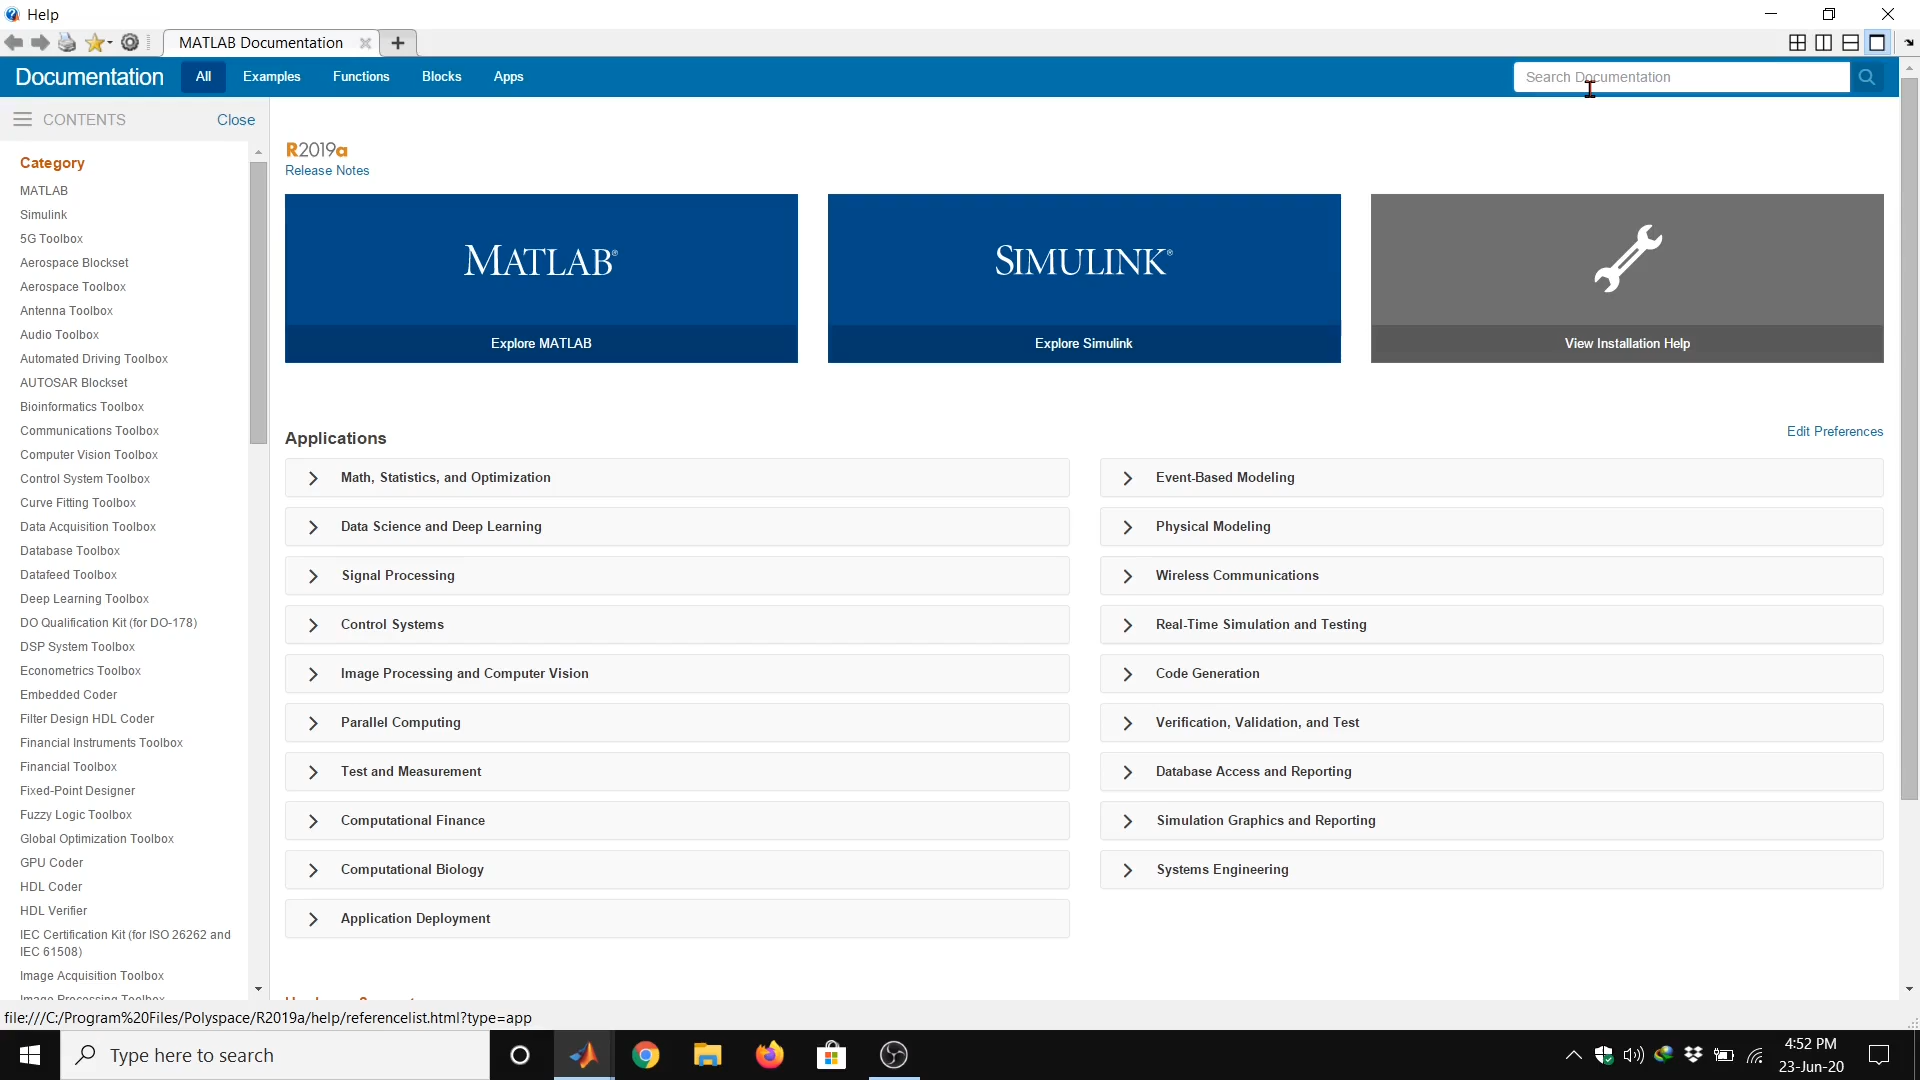 Help
MATLAB Documentation
Documentation
All
Examples
Functions
Blocks
Apps
Search Documentation
CONTENTS
Close
Category
MATLAB
Simulink
5G Toolbox
Aerospace Blockset
Aerospace Toolbox
Antenna Toolbox
Audio Toolbox
Automated Driving Toolbox
AUTOSAR Blockset
Bioinformatics Toolbox
Communications Toolbox
Computer Vision Toolbox
Control System Toolbox
Curve Fitting Toolbox
Data Acquisition Toolbox
Database Toolbox
Datafeed Toolbox
Deep Learning Toolbox
DO Qualification Kit (for DO-178)
DSP System Toolbox
Econometrics Toolbox
Embedded Coder
Filter Design HDL Coder
Financial Instruments Toolbox
Financial Toolbox
Fixed-Point Designer
Fuzzy Logic Toolbox
Global Optimization Toolbox
GPU Coder
HDL Coder
HDL Verifier
IEC Certification Kit (for ISO 26262 and
IEC 61508)
Image Acquisition Toolbox
Image Processing Toolbox
R2019a
Release Notes
MATLAB®
Explore MATLAB
SIMULINK®
Explore Simulink
View Installation Help
Applications
Edit Preferences
Math, Statistics, and Optimization
Data Science and Deep Learning
Signal Processing
Control Systems
Image Processing and Computer Vision
Parallel Computing
Test and Measurement
Computational Finance
Computational Biology
Application Deployment
Event-Based Modeling
Physical Modeling
Wireless Communications
Real-Time Simulation and Testing
Code Generation
Verification, Validation, and Test
Database Access and Reporting
Simulation Graphics and Reporting
Systems Engineering
file:///C:/Program%20Files/Polyspace/R2019a/help/referencelist.html?type=app
Type here to search
4:52 PM
23-Jun-20